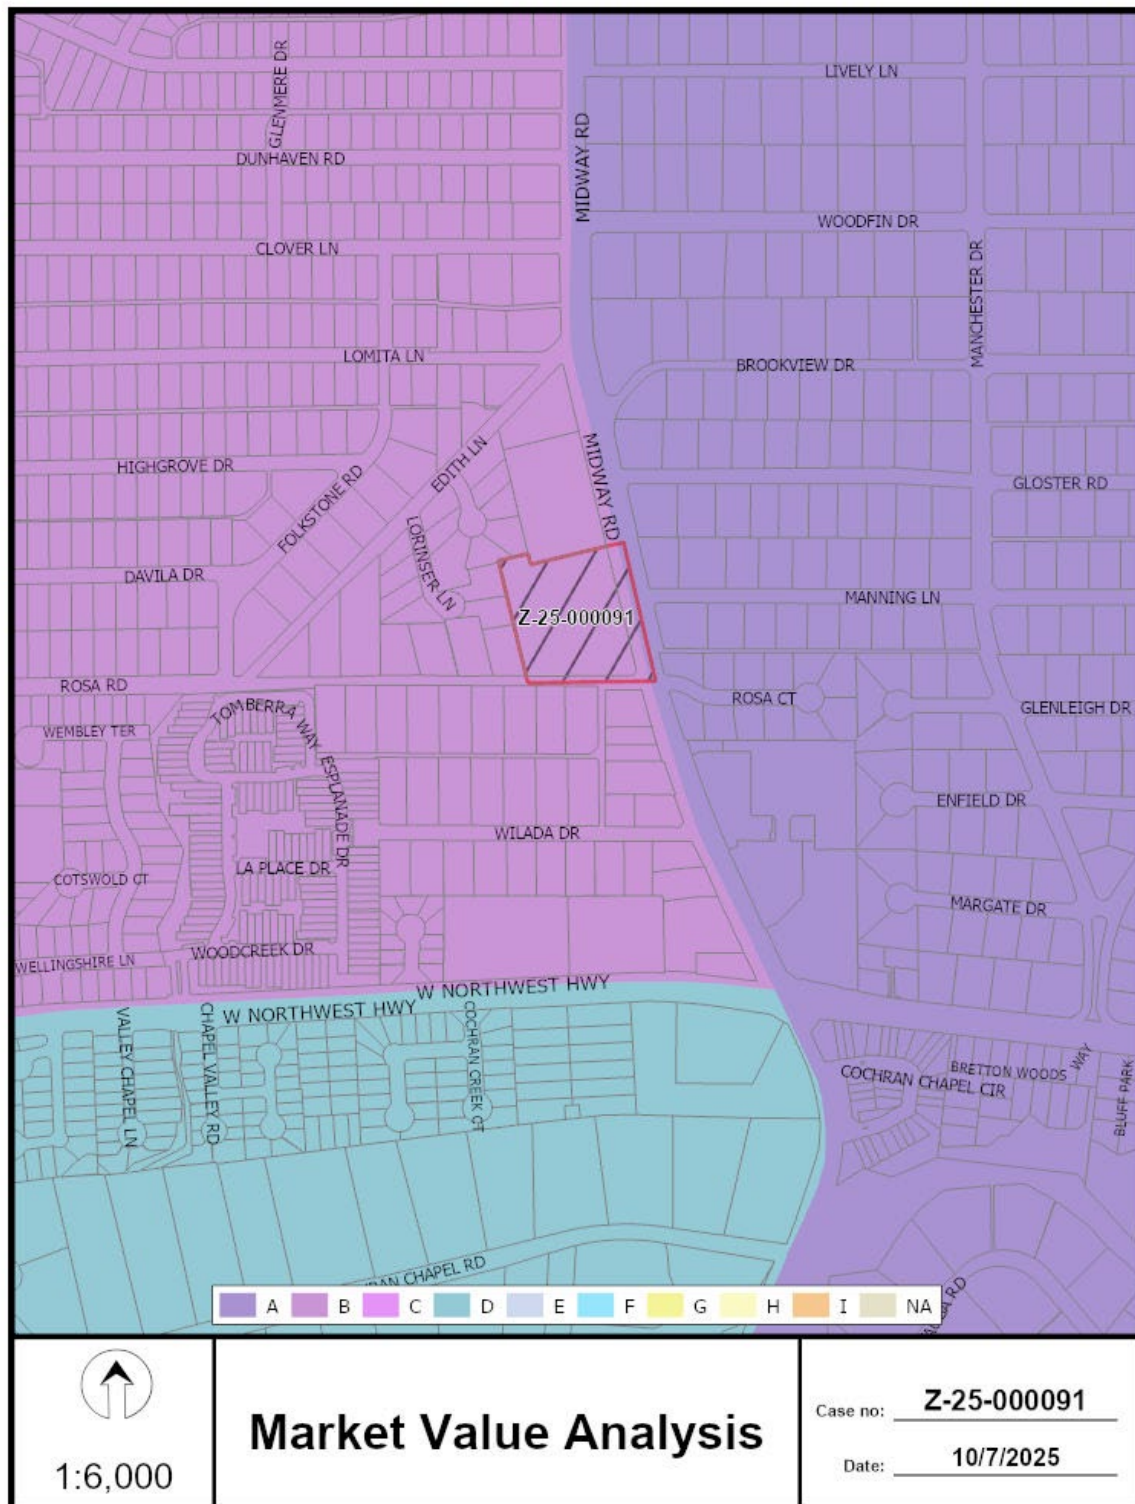 LIVELY LN
GLENMERE DR
MIDWAY RD
DUNHAVEN RD
WOODFIN DR
CLOVER LN
MANCHESTER DR
LOMITA LN
BROOKVIEW DR
MIDWAY RD
EDITH LN
HIGHGROVE DR
FOLKSTONE RD
GLOSTER RD
LORINSER LN
DAVILA DR
MANNING LN
Z-25-000091
ROSA RD
ROSA CT
TOMBERRA WAY
GLENLEIGH DR
WEMBLEY TER
ESPLANADE DR
ENFIELD DR
WILADA DR
LA PLACE DR
COTSWOLD CT
MARGATE DR
WOODCREEK DR
WELLINGSHIRE LN
W NORTHWEST HWY
W NORTHWEST HWY
VALLEY CHAPEL LN
CHAPEL VALLEY RD
COCHRAN CREEK CT
BRETTON WOODS WAY
COCHRAN CHAPEL CIR
BLUFF PARK
RAN CHAPEL RD
RD
A B C D E F G H I NA
1:6,000
Market Value Analysis
Case no: Z-25-000091
Date: 10/7/2025